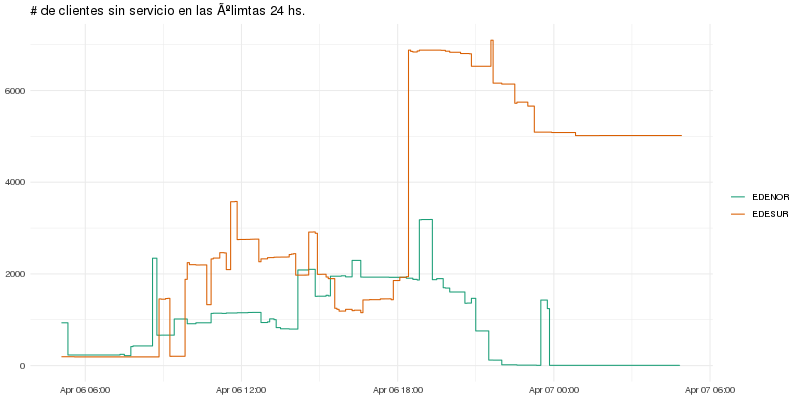 # de clientes sin servicio en las Ãºlimtas 24 hs.
6000
4000
2000
0
EDENOR
EDESUR
Apr 06 06:00 Apr 06 12:00 Apr 06 18:00 Apr 07 00:00 Apr 07 06:00